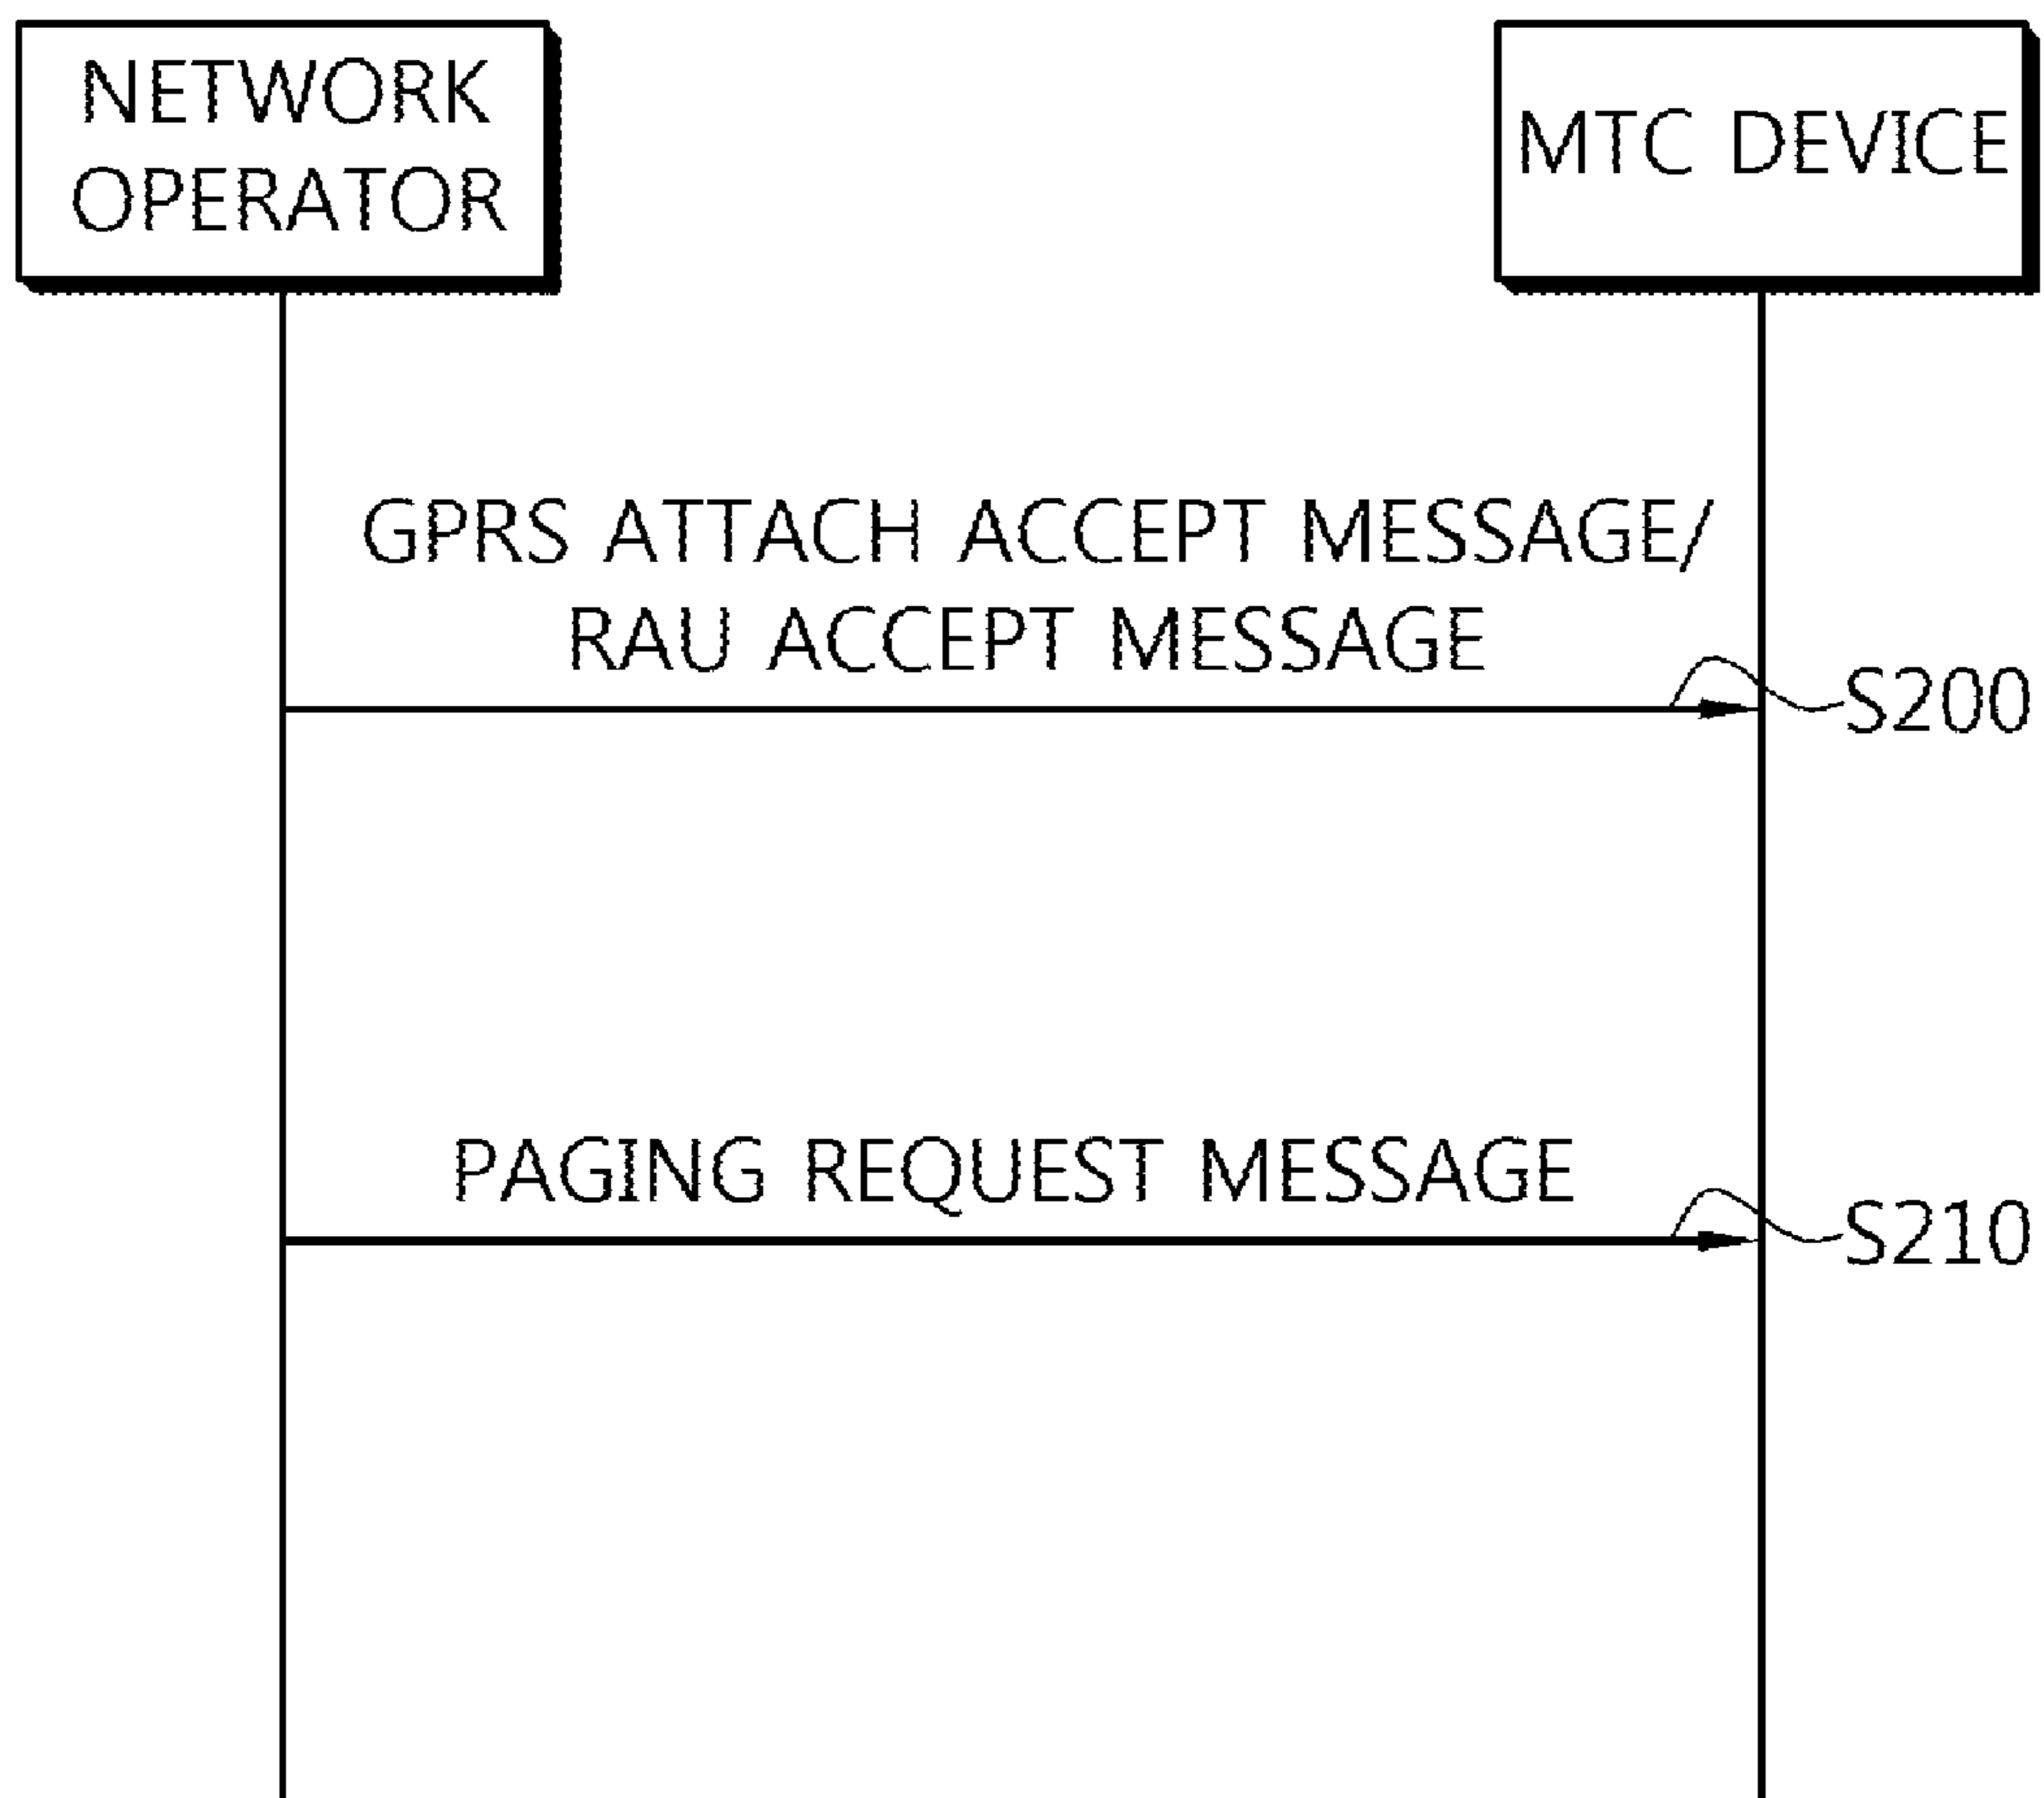 NETWORK
OPERATOR
MTC DEVICE
GPRS ATTACH ACCEPT MESSAGE/
RAU ACCEPT MESSAGE
S200
PAGING REQUEST MESSAGE
S210